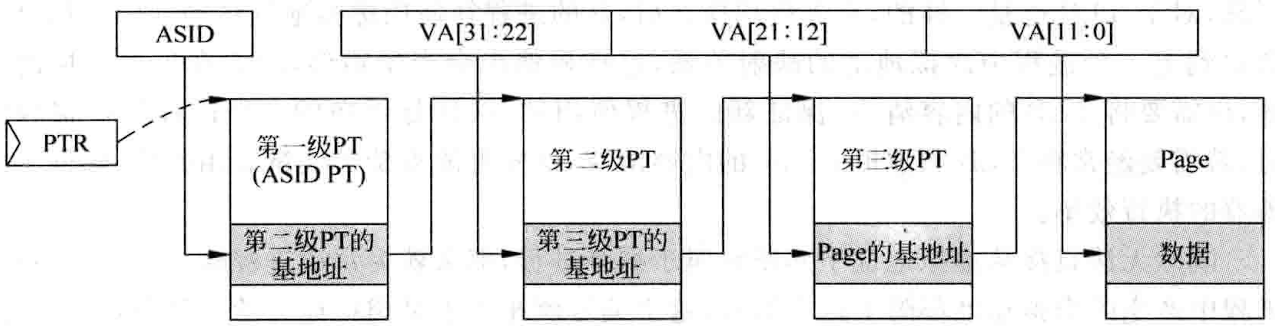 ASID
VA[31:22]
VA[21:12]
VA[11:0]
PTR
第一级PT
(ASID PT)
第二级PT的
基地址
第二级PT
第三级PT的
基地址
第三级PT
Page的基地址
Page
数据